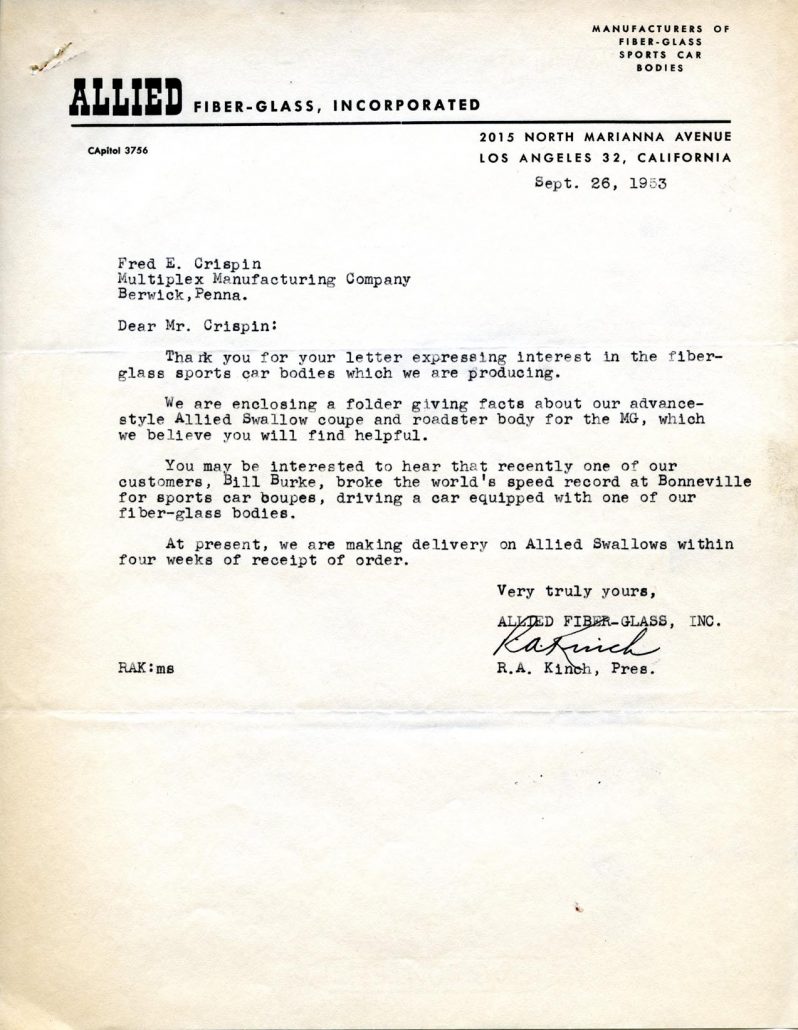 MANUFACTURERS OF
FIBER-GLASS
SPORTS CAR
BODIES
ALLIED FIBER-GLASS, INCORPORATED
CApitol 3756
2015 NORTH MARIANNA AVENUE
LOS ANGELES 32, CALIFORNIA
Sept. 26, 1953
Fred E. Crispin
Multiplex Manufacturing Company
Berwick,Penna.
Dear Mr. Crispin:
Thank you for your letter expressing interest in the fiber-
glass sports car bodies which we are producing.
We are enclosing a folder giving facts about our advance-
style Allied Swallow coupe and roadster body for the MG, which
we believe you will find helpful.
You may be interested to hear that recently one of our
customers, Bill Burke, broke the world's speed record at Bonneville
for sports car boupes, driving a car equipped with one of our
fiber-glass bodies.
At present, we are making delivery on Allied Swallows within
four weeks of receipt of order.
Very truly yours,
ALLIED FIBER-GLASS, INC.
R.A. Kinch
RAK:ms
R.A. Kinch, Pres.